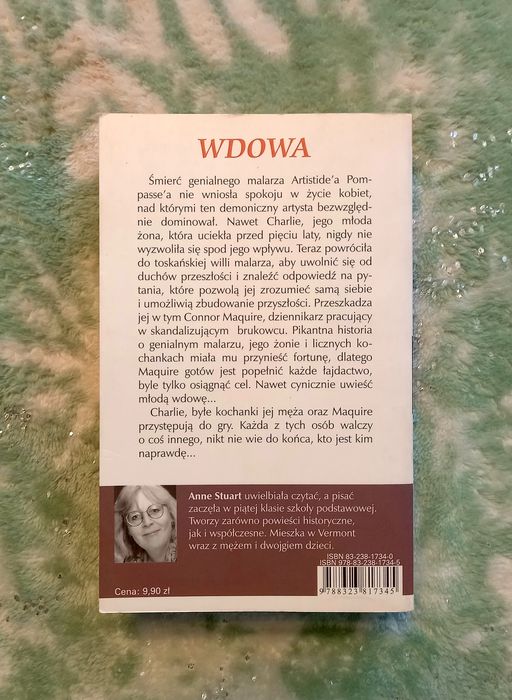 WDOWA
Śmierć genialnego malarza Artistide'a Pom-
passe'a nie wniosła spokoju w życie kobiet,
nad którymi ten demoniczny artysta bezwzględ-
nie dominował. Nawet Charlie, jego młoda
żona, która uciekła przed pięciu laty, nigdy nie
wyzwoliła się spod jego wpływu. Teraz powróciła
do toskańskiej willi malarza, aby uwolnić się od
duchów przeszłości i znaleźć odpowiedź na py-
tania, które pozwolą jej zrozumieć samą siebie
i umożliwią zbudowanie przyszłości. Przeszkadza
jej w tym Connor Maquire, dziennikarz pracujący
w skandalizującym brukowcu. Pikantna historia
o genialnym malarzu, jego żonie i licznych ko-
chankach miała mu przynieść fortunę, dlatego
Maquire gotów jest popełnić każde łajdactwo,
byle tylko osiągnąć cel. Nawet cynicznie uwieść
młodą wdowę...
Charlie, byłe kochanki jej męża oraz Maquire
przystępują do gry. Każda z tych osób walczy
o coś innego, nikt nie wie do końca, kto jest kim
naprawdę...
Anne Stuart uwielbiała czytać, a pisać
zaczęła w piątej klasie szkoły podstawowej.
Tworzy zarówno powieści historyczne,
jak i współczesne. Mieszka w Vermont
wraz z mężem i dwojgiem dzieci.
ISBN 83-238-1734-0
ISBN 978-83-238-1734-5
9788323817345
Cena: 9,90 zł